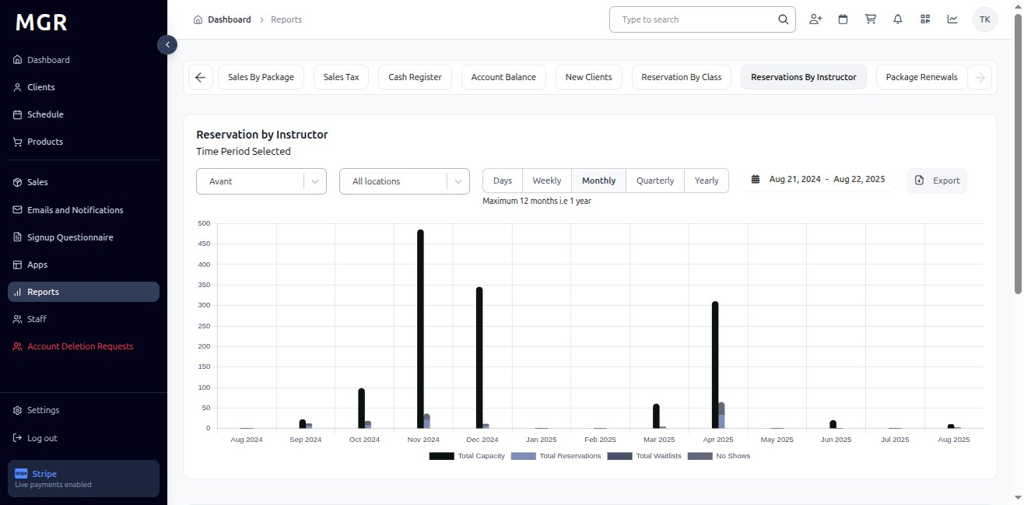 MGR
Dashboard
Clients
Schedule
Products
Sales
Emails and Notifications
Signup Questionnaire
Apps
Reports
Staff
Account Deletion Requests
Settings
Log out
stripe Stripe
Live payments enabled
Dashboard > Reports
Type to search
TK
Sales By Package
Sales Tax
Cash Register
Account Balance
New Clients
Reservation By Class
Reservations By Instructor
Package Renewals
Reservation by Instructor
Time Period Selected
Avant
All locations
Days
Weekly
Monthly
Quarterly
Yearly
Aug 21, 2024 - Aug 22, 2025
Export
Maximum 12 months i.e 1 year
500
450
400
350
300
250
200
150
100
50
0
Aug 2024
Sep 2024
Oct 2024
Nov 2024
Dec 2024
Jan 2025
Feb 2025
Mar 2025
Apr 2025
May 2025
Jun 2025
Jul 2025
Aug 2025
Total Capacity
Total Reservations
Total Waitlists
No Shows